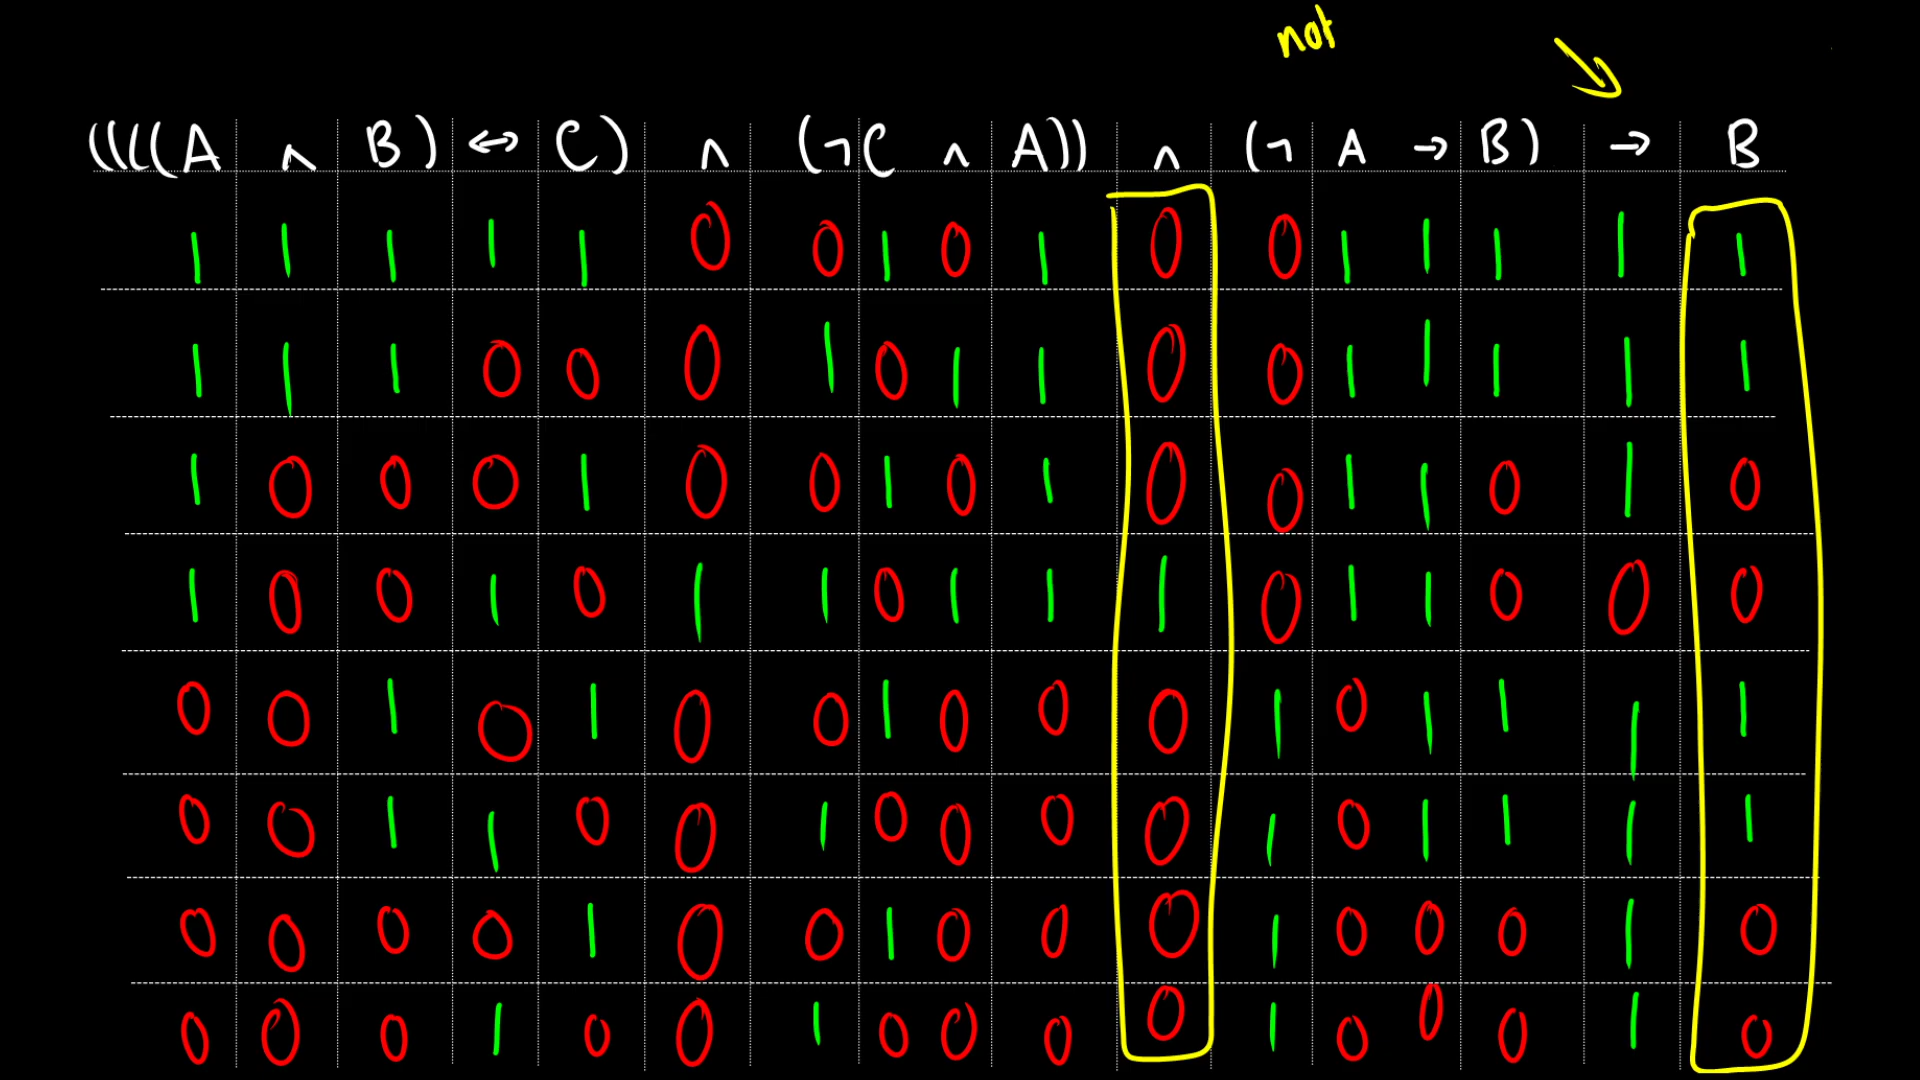 not
((((A ∧ B) ↔ C) ∧ (¬C ∧ A)) ∧ (¬ A → B) → B
1 1 1 1 1 0 0 1 0 1 0 0 1 1 1 1 1
1 1 1 0 0 0 1 0 1 1 0 0 1 1 1 1 1
1 0 0 0 1 0 0 1 0 1 0 0 1 1 0 1 0
1 0 0 1 0 1 1 0 1 1 1 0 1 1 0 0 0
0 0 1 0 1 0 0 1 0 0 0 1 0 1 1 1 1
0 0 1 1 0 0 1 0 0 0 0 1 0 1 1 1 1
0 0 0 0 1 0 0 1 0 0 0 1 0 0 0 1 0
0 0 0 1 0 0 1 0 0 0 0 1 0 0 0 1 0